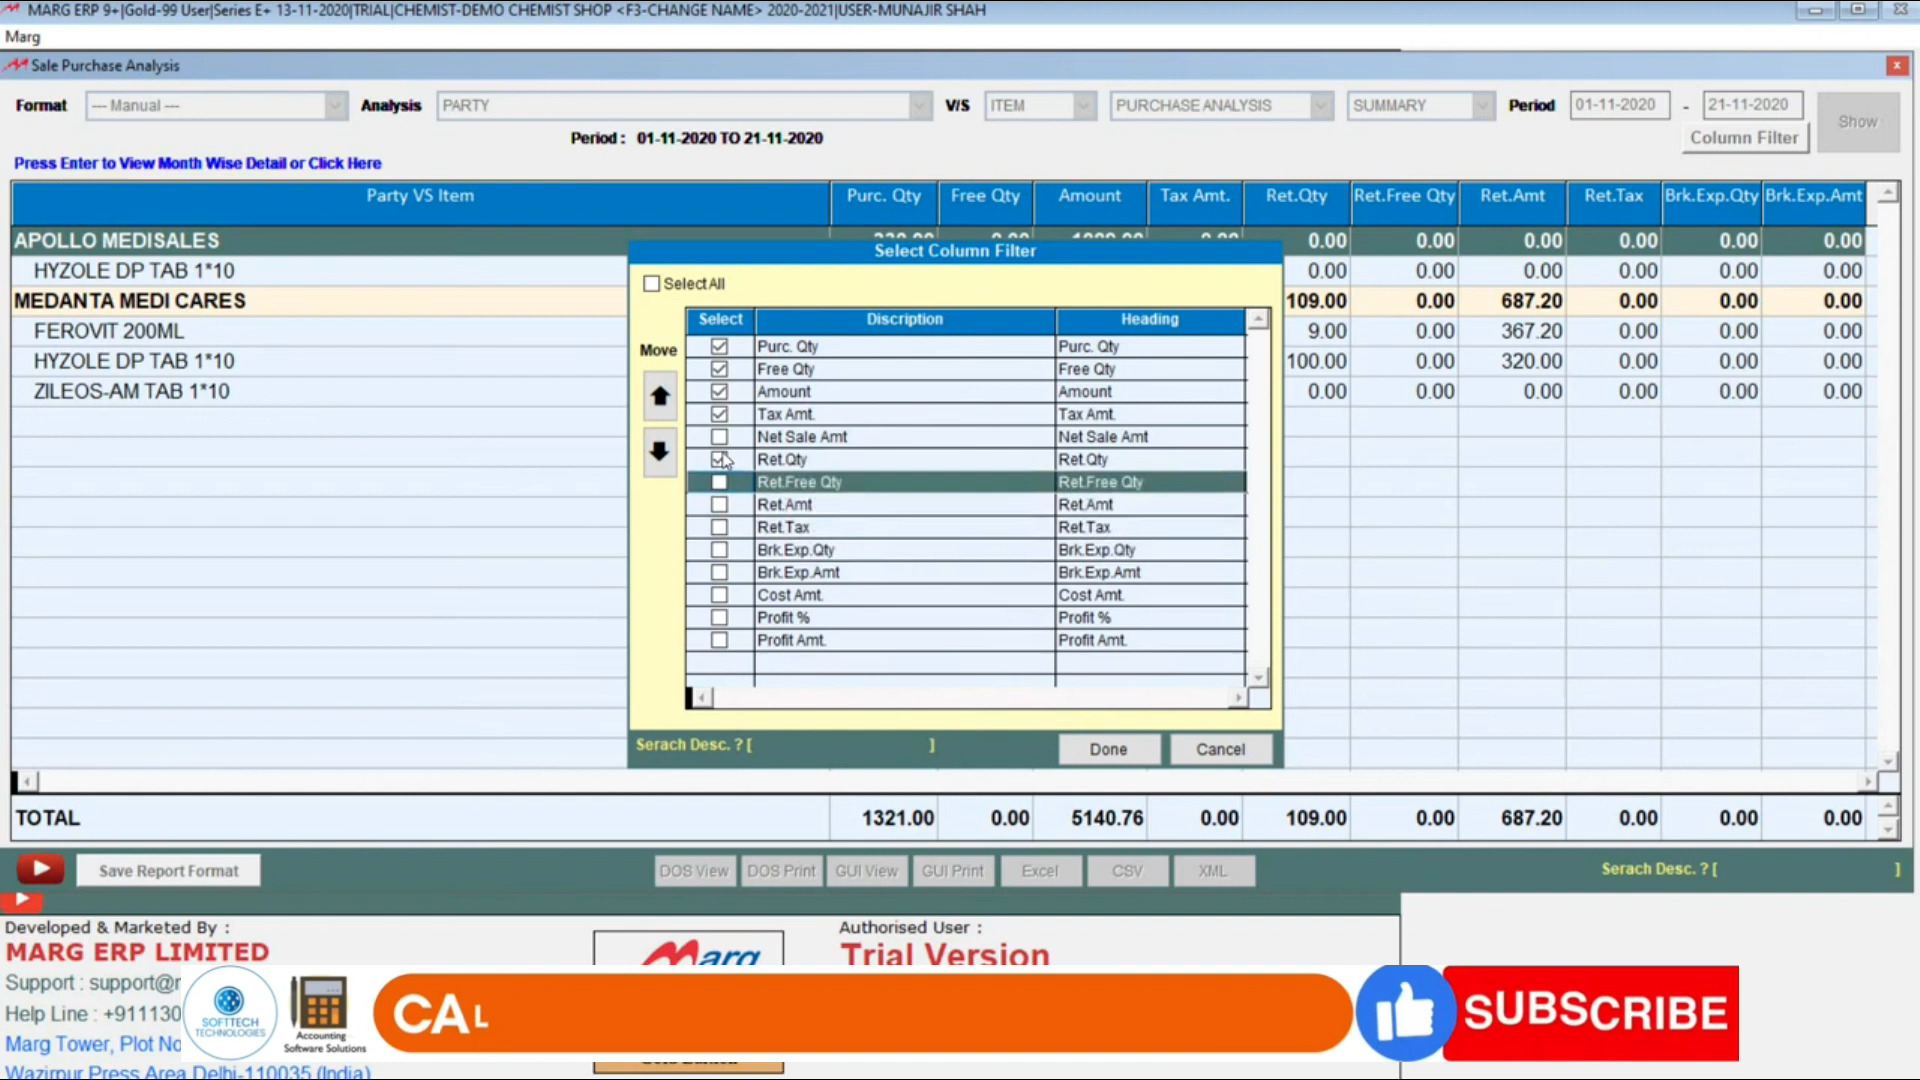 MARG ERP 9+|Gold-99 User|Series E+ 13-11-2020|TRIAL|CHEMIST-DEMO CHEMIST SHOP <F3-CHANGE NAME> 2020-2021|USER-MUNAJIR SHAH
Marg
Sale Purchase Analysis
Format --- Manual --- Analysis PARTY V/S ITEM PURCHASE ANALYSIS SUMMARY Period 01-11-2020 - 21-11-2020 Show
Period : 01-11-2020 TO 21-11-2020 Column Filter
Press Enter to View Month Wise Detail or Click Here
Party VS Item Purc. Qty Free Qty Amount Tax Amt. Ret.Qty Ret.Free Qty Ret.Amt Ret.Tax Brk.Exp.Qty Brk.Exp.Amt
APOLLO MEDISALES 0.00 0.00 0.00 0.00 0.00 0.00
HYZOLE DP TAB 1*10 0.00 0.00 0.00 0.00 0.00 0.00
MEDANTA MEDI CARES 109.00 0.00 687.20 0.00 0.00 0.00
FEROVIT 200ML 9.00 0.00 367.20 0.00 0.00 0.00
HYZOLE DP TAB 1*10 100.00 0.00 320.00 0.00 0.00 0.00
ZILEOS-AM TAB 1*10 0.00 0.00 0.00 0.00 0.00 0.00
Select Column Filter
Select All
Select Discription Heading
Move
Purc. Qty Purc. Qty
Free Qty Free Qty
Amount Amount
Tax Amt. Tax Amt.
Net Sale Amt Net Sale Amt
Ret.Qty Ret.Qty
Ret.Free Qty Ret.Free Qty
Ret.Amt Ret.Amt
Ret.Tax Ret.Tax
Brk.Exp.Qty Brk.Exp.Qty
Brk.Exp.Amt Brk.Exp.Amt
Cost Amt. Cost Amt.
Profit % Profit %
Profit Amt. Profit Amt.
Serach Desc. ? [ ] Done Cancel
TOTAL 1321.00 0.00 5140.76 0.00 109.00 0.00 687.20 0.00 0.00 0.00
Save Report Format DOS View DOS Print GUI View GUI Print Excel CSV XML Serach Desc. ? [ ]
Developed & Marketed By :
MARG ERP LIMITED
Support : support@
Help Line : +911130
Marg Tower, Plot No
Wazirpur Press Area Delhi-110035 (India)
Marg
Authorised User :
Trial Version
SOFTTECH
TECHNOLOGIES
Accounting
Software Solutions
CAL
SUBSCRIBE